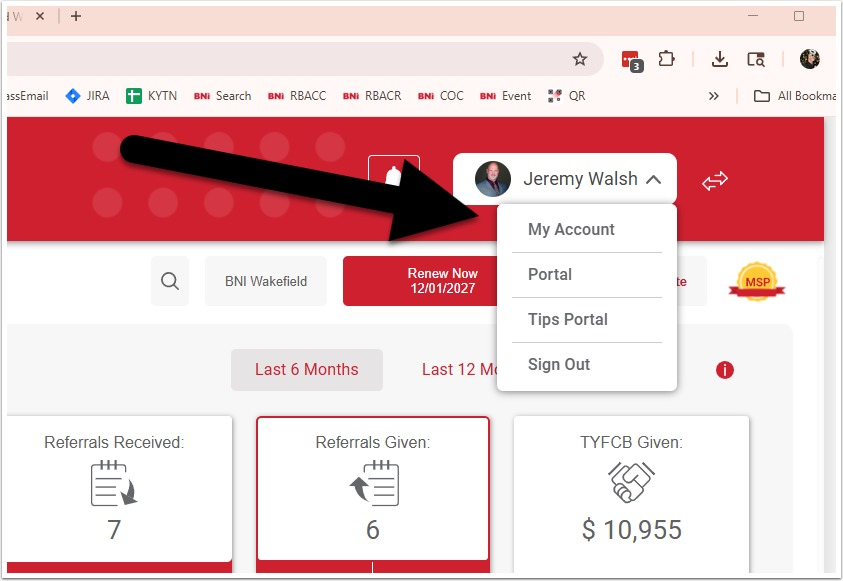 3
assEmail
JIRA
KYTN
BNI Search
BNI RBACC
BNI RBACR
BNI COC
BNI Event
QR
»
All Bookma
Jeremy Walsh
My Account
Portal
Tips Portal
Sign Out
BNI Wakefield
Renew Now
12/01/2027
te
MSP
Last 6 Months
Last 12 Mo
i
Referrals Received:
7
Referrals Given:
6
TYFCB Given:
$ 10,955